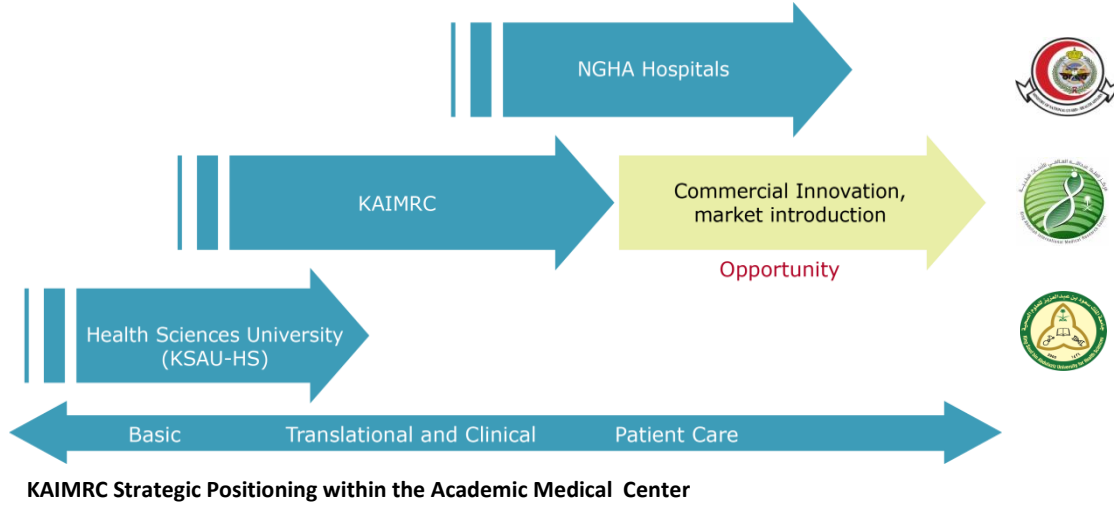 NGHA Hospitals
KAIMRC
Commercial Innovation,
market introduction
Opportunity
Health Sciences University
(KSAU-HS)
Basic
Translational and Clinical
Patient Care
KAIMRC Strategic Positioning within the Academic Medical Center